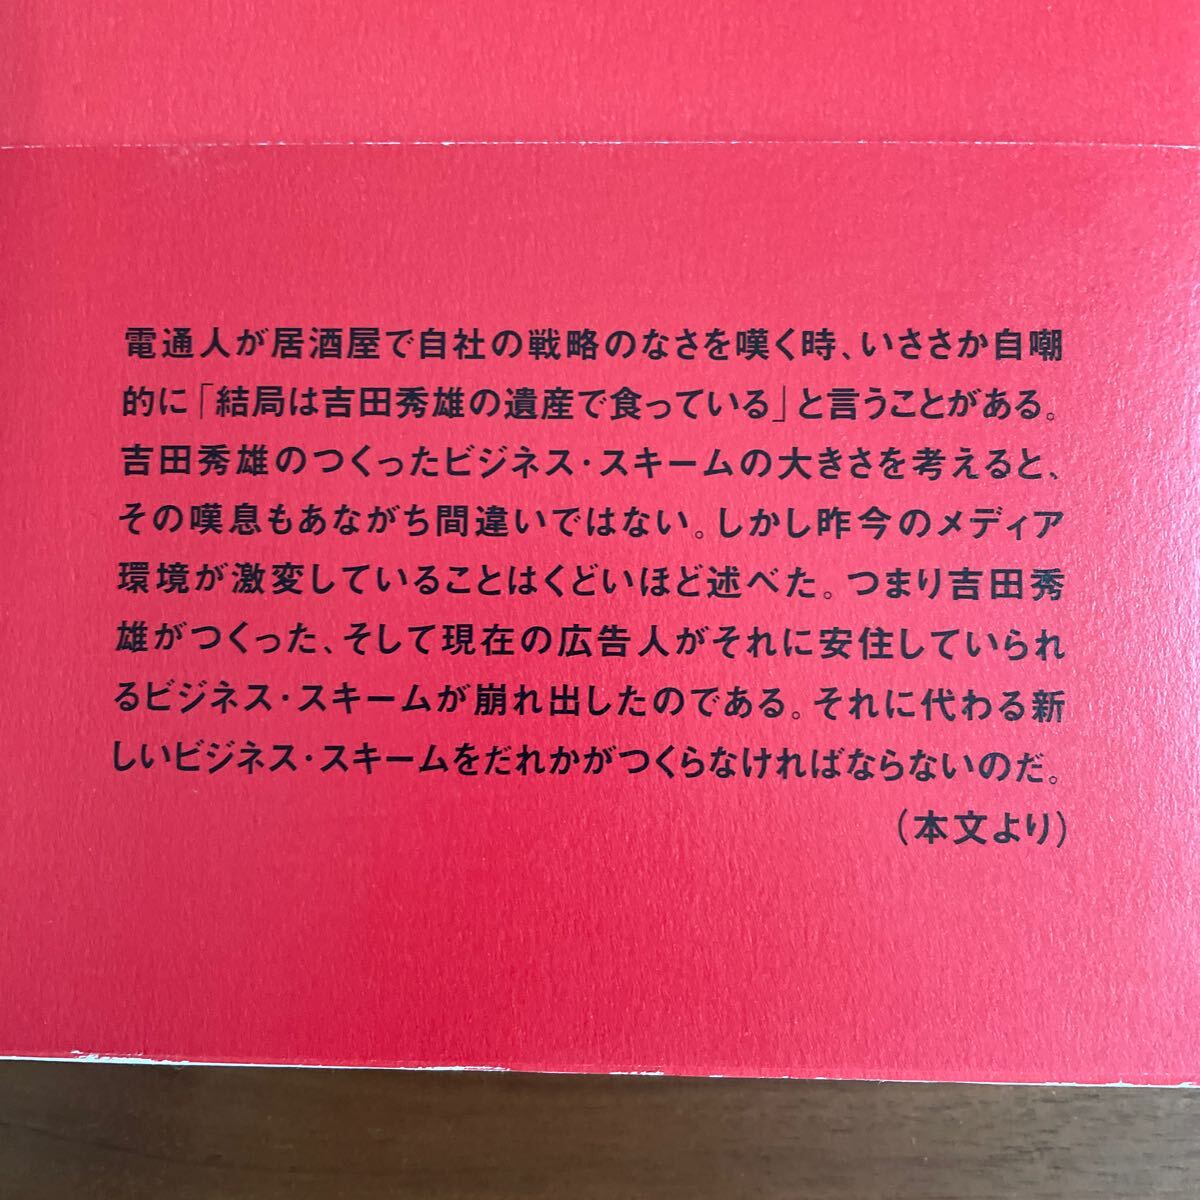 電通人が居酒屋で自社の戦略のなさを嘆く時、いささか自嘲
的に「結局は吉田秀雄の遺産で食っている」と言うことがある。
吉田秀雄のつくったビジネス・スキームの大きさを考えると、
その嘆息もあながち間違いではない。しかし昨今のメディア
環境が激変していることはくどいほど述べた。つまり吉田秀
雄がつくった、そして現在の広告人がそれに安住していられ
るビジネス・スキームが崩れ出したのである。それに代わる新
しいビジネス・スキームをだれかがつくらなければならないのだ。
(本文より)